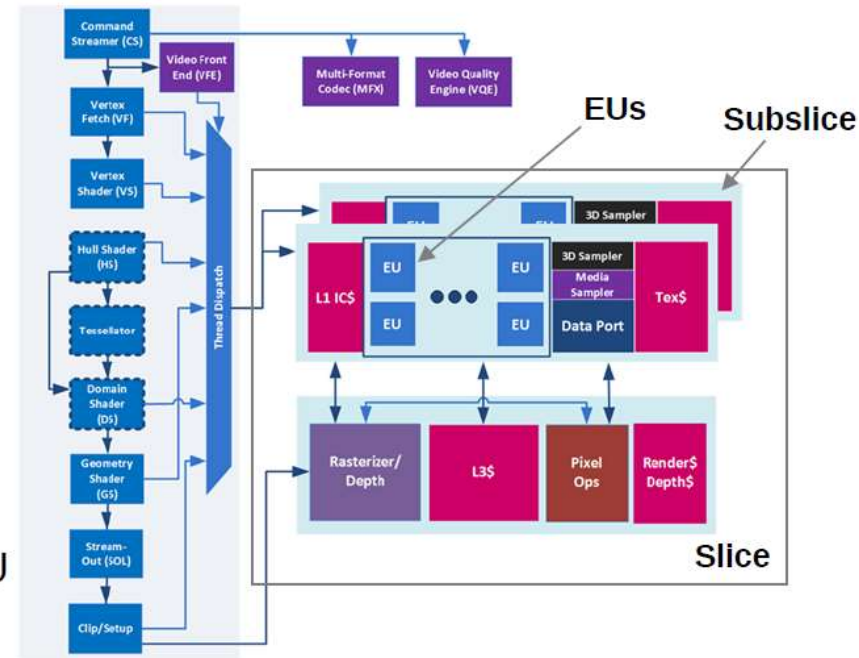 Command
Streamer (CS)
Video Front
End (VFE)
Multi-Format
Codec (MFX)
Video Quality
Engine (VQE)
Vertex
Fetch (VF)
EUs
Subslice
Vertex
Shader (VS)
Hull Shader
(HS)
Tessellator
Domain
Shader
(DS)
Geometry
Shader
(GS)
Stream-
Out (SOL)
Clip/Setup
Thread Dispatch
EU
EU
3D Sampler
L1 IC$
EU
EU
EU
EU
3D Sampler
Media
Sampler
Data Port
Tex$
Rasterizer/
Depth
L3$
Pixel
Ops
Render$
Depth$
Slice